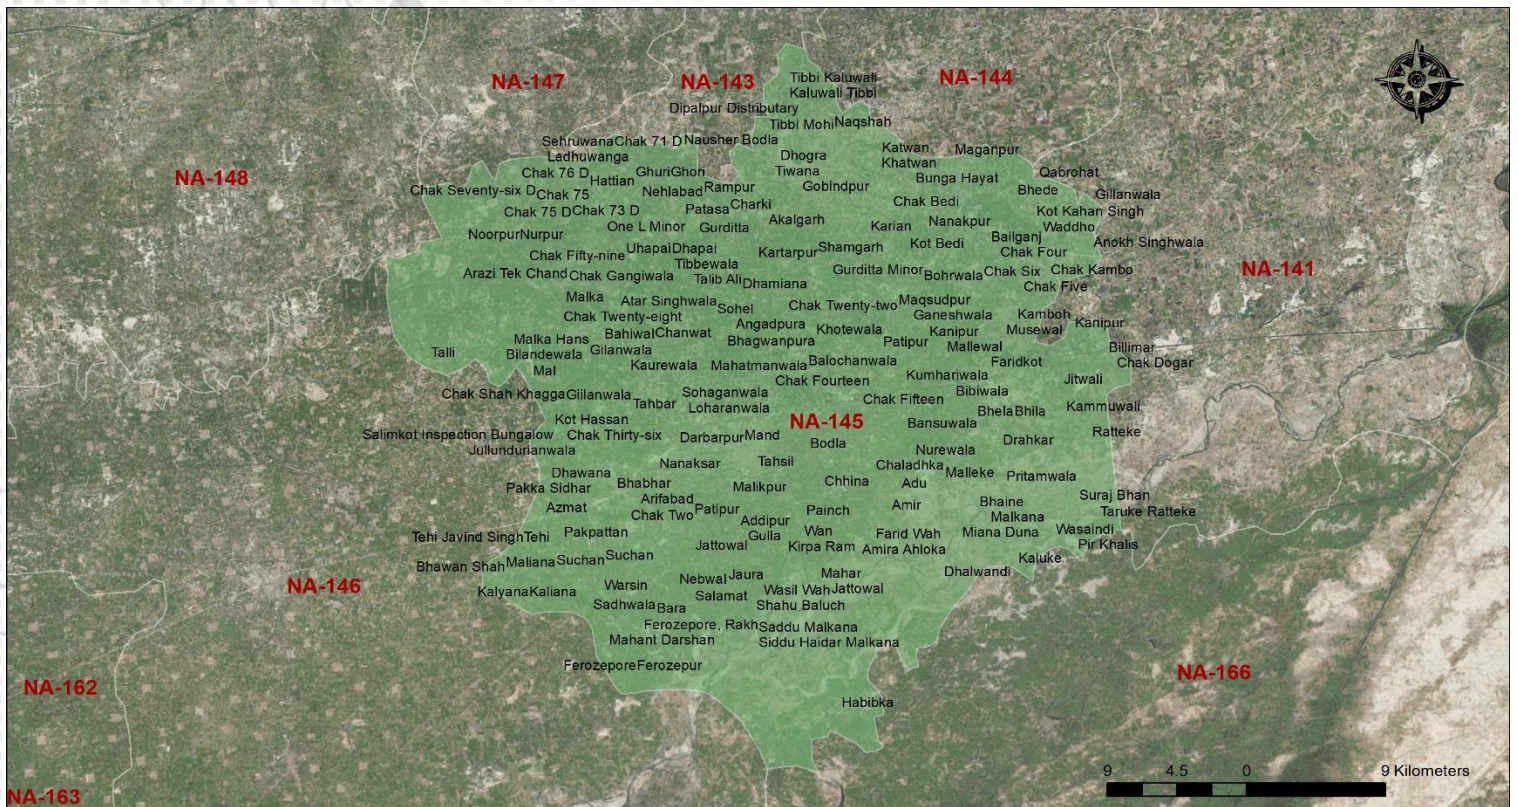 Tibbi Kaluwali
NA-147
NA-143
NA-144
Kaluwali Tibbi
Dipalpur Distributary
Tibbi Mohi
Naqshah
Sehruwana
Chak 71 D
Nausher Bodla
Katwan
Maganpur
Ladhuwanga
Dhogra
Khatwan
Chak 76 D
GhuriGhori
Tiwana
Qabrohat
NA-148
Hattian
Bunga Hayat
Chak Seventy-six D
Chak 75
Nehlabad
Rampur
Gobindpur
Bhede
Gillanwala
Chak 75 D
Chak 73 D
Patasa
Charki
Chak Bedi
Kot Kahan Singh
One L Minor
Gurditta
Akalgarh
Karian
Nanakpur
Waddho
NoorpurNurpur
Bailganj
Anokh Singhwala
UhapaiDhapai
Kartarpur
Shamgarh
Kot Bedi
Chak Four
Chak Fifty-nine
Tibbewala
Arazi Tek Chand
Chak Gangiwala
Talib Ali
Dhamiana
Gurditta Minor
Bohrwala
Chak Six
Chak Kambo
NA-141
Chak Five
Malka
Atar Singhwala
Sohel
Chak Twenty-two
Maqsudpur
Chak Twenty-eight
Angadpura
Ganeshwala
Kamboh
Kanipur
Malka Hans
Bahiwal
Chanwat
Bhagwanpura
Khotewala
Kanipur
Musewal
Talli
Bilandewala
Gilanwala
Patipur
Mallewal
Billimar
Mal
Kaurewala
Mahatmanwala
Balochanwala
Faridkot
Chak Dogar
Chak Fourteen
Kumhariwala
Jitwali
Chak Shah Khagga
Giilanwala
Sohaganwala
Bibiwala
Tahbar
Loharanwala
Chak Fifteen
BhelaBhila
Kammuwali
Kot Hassan
NA-145
Bansuwala
Salimkot Inspection Bungalow
Chak Thirty-six
Darbarpur
Mand
Bodla
Drahkar
Ratteke
Jullundurianwala
Nurewala
Nanaksar
Tahsil
Chaladhka
Dhawana
Bhabhar
Chhina
Adu
Malleke
Pritamwala
Pakka Sidhar
Malikpur
Arifabad
Suraj Bhan
Azmat
Chak Two
Patipur
Painch
Amir
Bhaine
Taruke Ratteke
Addipur
Malkana
Pakpattan
Gulla
Wan
Farid Wah
Miana Duna
Wasaindi
Tehi Javind Singh
Tehi
Jattowal
Kirpa Ram
Amira Ahloka
Pir Khalis
Bhawan Shah
Maliana
Suchan
Suchan
Kaluke
Nebwal
Jaura
Mahar
Dhalwandi
NA-146
KalyanaKaliana
Warsin
Salamat
Wasil Wah
Jattowal
Sadhwala
Bara
Shahu Baluch
Ferozepore, Rakh
Saddu Malkana
Mahant Darshan
Siddu Haidar Malkana
FerozeporeFerozepur
NA-166
NA-162
Habibka
NA-163
9 4.5 0 9 Kilometers